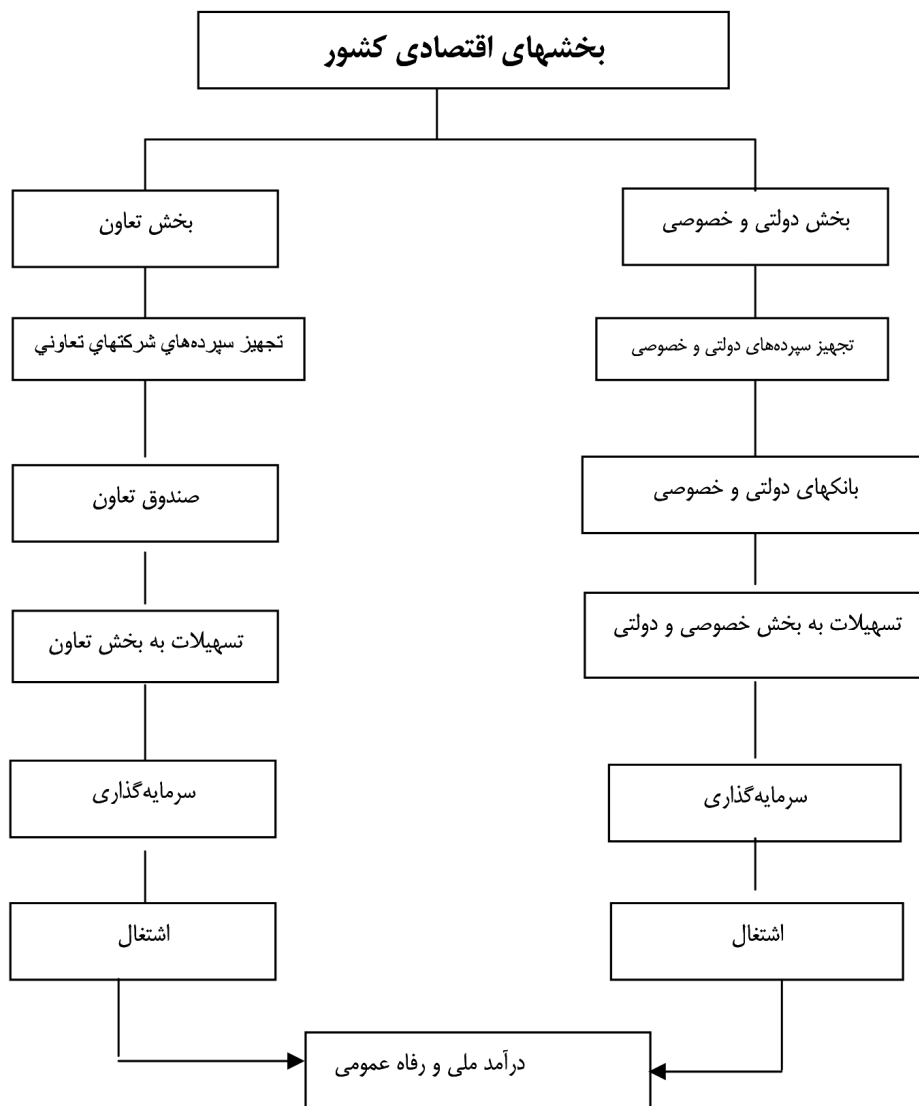 بخشهای اقتصادی کشور
بخش دولتی و خصوصی
بخش تعاون
تجهیز سپرده‌های دولتی و خصوصی
تجهيز سپرده‌هاي شركتهاي تعاوني
بانکهای دولتی و خصوصی
صندوق تعاون
تسهیلات به بخش خصوصی و دولتی
تسهیلات به بخش تعاون
سرمایه‌گذاری
سرمایه‌گذاری
اشتغال
اشتغال
درآمد ملی و رفاه عمومی